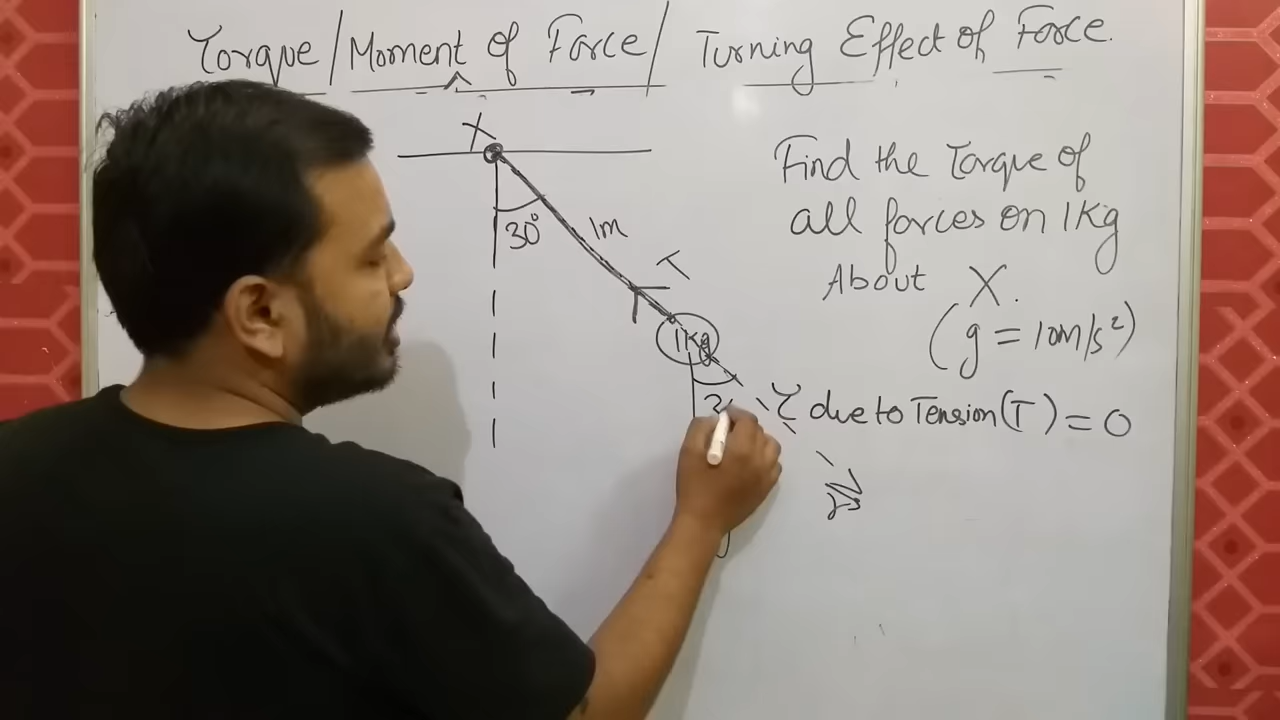 Torque/Moment of Force/ Turning Effect of Force.
X
30°
1m
T
1Kg
Find the Torque of
all forces on 1Kg
About X.
(g = 10m/s²)
τ due to Tension(T) = 0